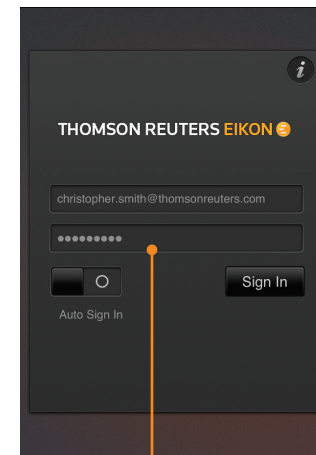 i
THOMSON REUTERS EIKON
christopher.smith@thomsonreuters.com
•••••••••
Sign In
Auto Sign In